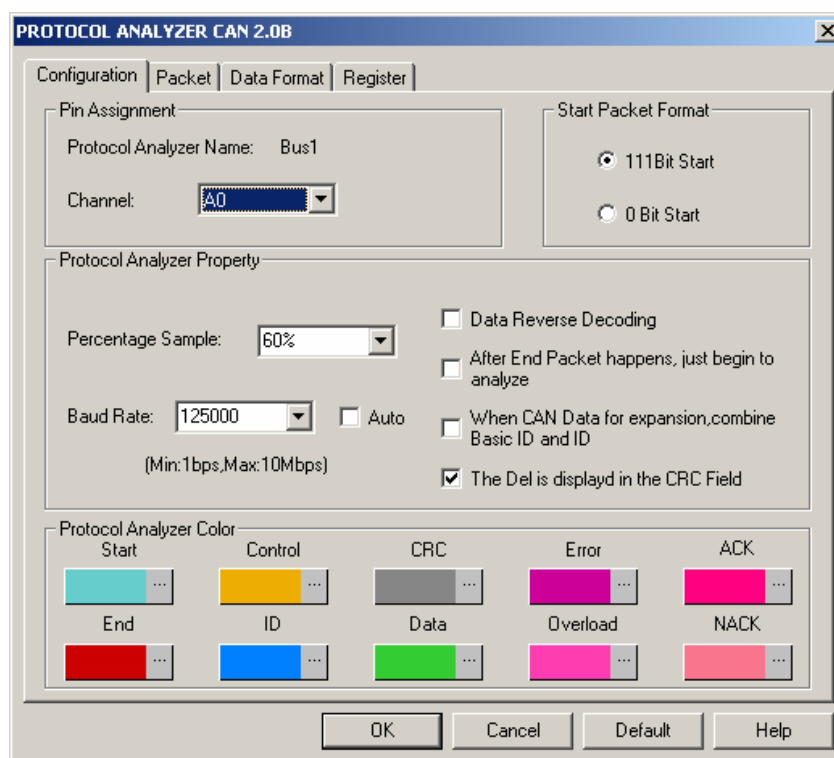 PROTOCOL ANALYZER CAN 2.0B
Configuration
Packet
Data Format
Register
Pin Assignment
Protocol Analyzer Name: Bus1
Channel: A0
Start Packet Format
111Bit Start
0 Bit Start
Protocol Analyzer Property
Percentage Sample: 60%
Baud Rate: 125000
Auto
(Min:1bps,Max:10Mbps)
Data Reverse Decoding
After End Packet happens, just begin to
analyze
When CAN Data for expansion,combine
Basic ID and ID
The Del is displayd in the CRC Field
Protocol Analyzer Color
Start Control CRC Error ACK
... ... ... ... ...
End ID Data Overload NACK
... ... ... ... ...
OK Cancel Default Help